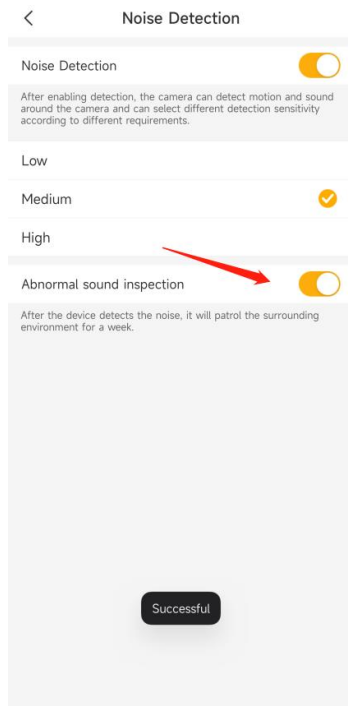 Noise Detection
Noise Detection
After enabling detection, the camera can detect motion and sound
around the camera and can select different detection sensitivity
according to different requirements.
Low
Medium
High
Abnormal sound inspection
After the device detects the noise, it will patrol the surrounding
environment for a week.
Successful